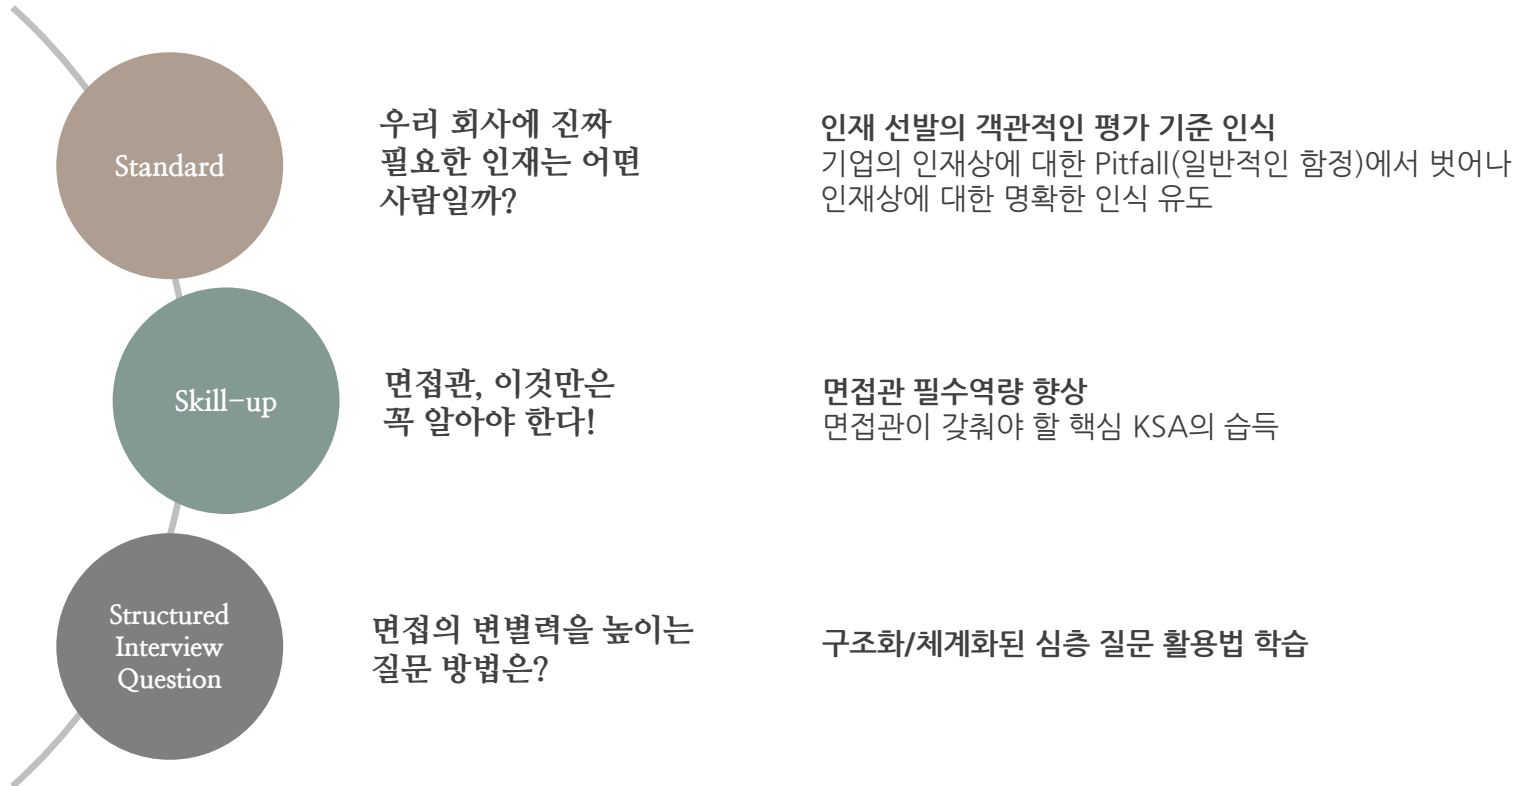 Standard
우리 회사에 진짜
필요한 인재는 어떤
사람일까?
인재 선발의 객관적인 평가 기준 인식
기업의 인재상에 대한 Pitfall(일반적인 함정)에서 벗어나
인재상에 대한 명확한 인식 유도
Skill-up
면접관, 이것만은
꼭 알아야 한다!
면접관 필수역량 향상
면접관이 갖춰야 할 핵심 KSA의 습득
Structured
Interview
Question
면접의 변별력을 높이는
질문 방법은?
구조화/체계화된 심층 질문 활용법 학습